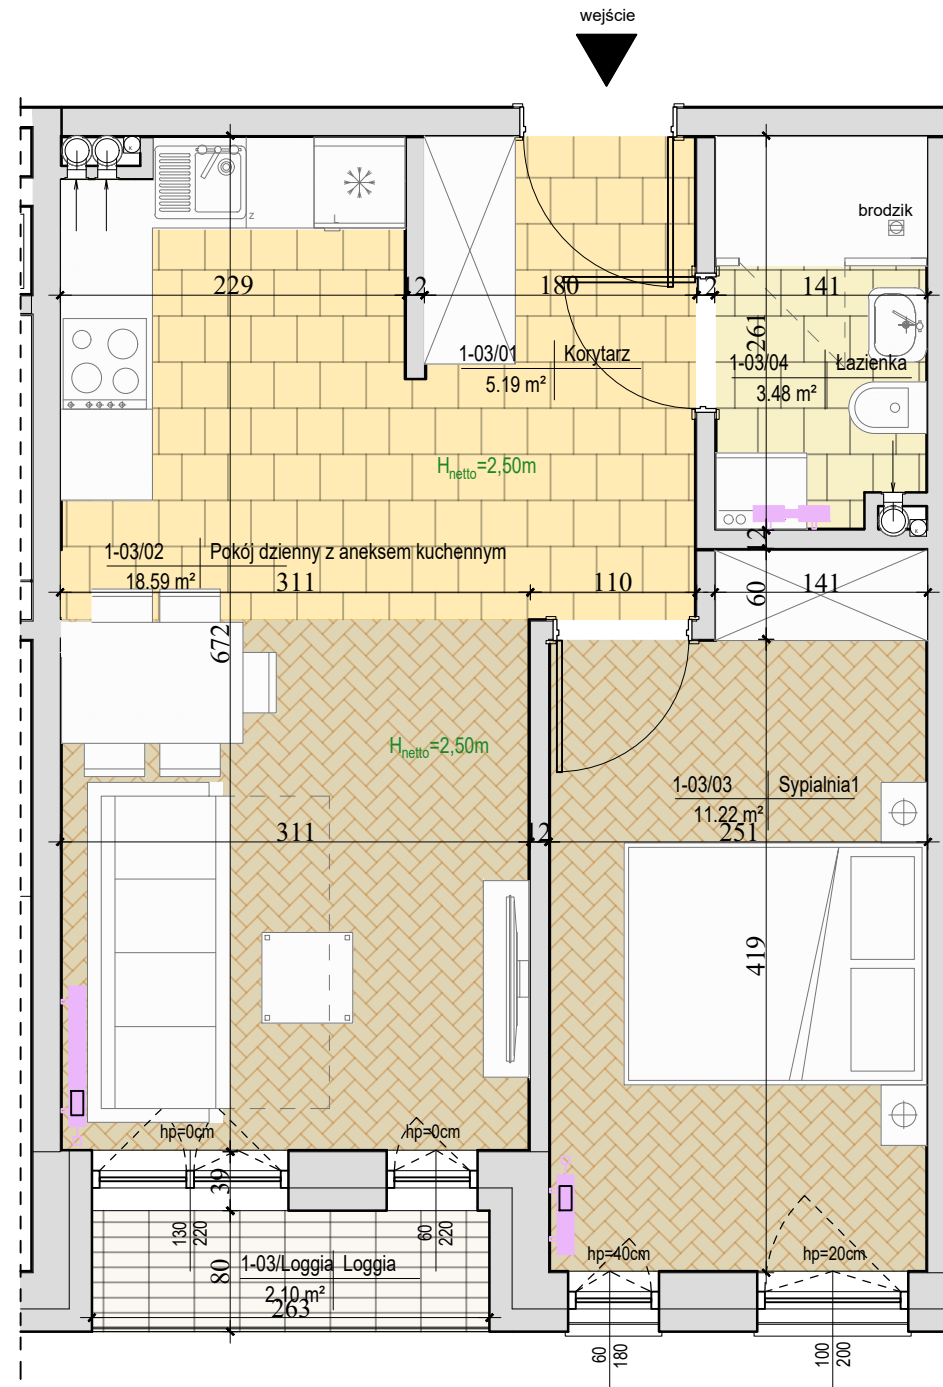 wejście
brodzik
K
K
Z
L
229
12
180
12
141
261
1-03/01 Korytarz
5.19 m²
1-03/04 Łazienka
3.48 m²
Hnetto=2,50m
K
12
1-03/02 Pokój dzienny z aneksem kuchennym
18.59 m²
311
110
60
141
672
Hnetto=2,50m
1-03/03 Sypialnia1
11.22 m²
311
12
251
419
hp=0cm
hp=0cm
39
130
220
60
220
80
1-03/Loggia Loggia
2.10 m²
263
hp=40cm
hp=20cm
60
180
100
200